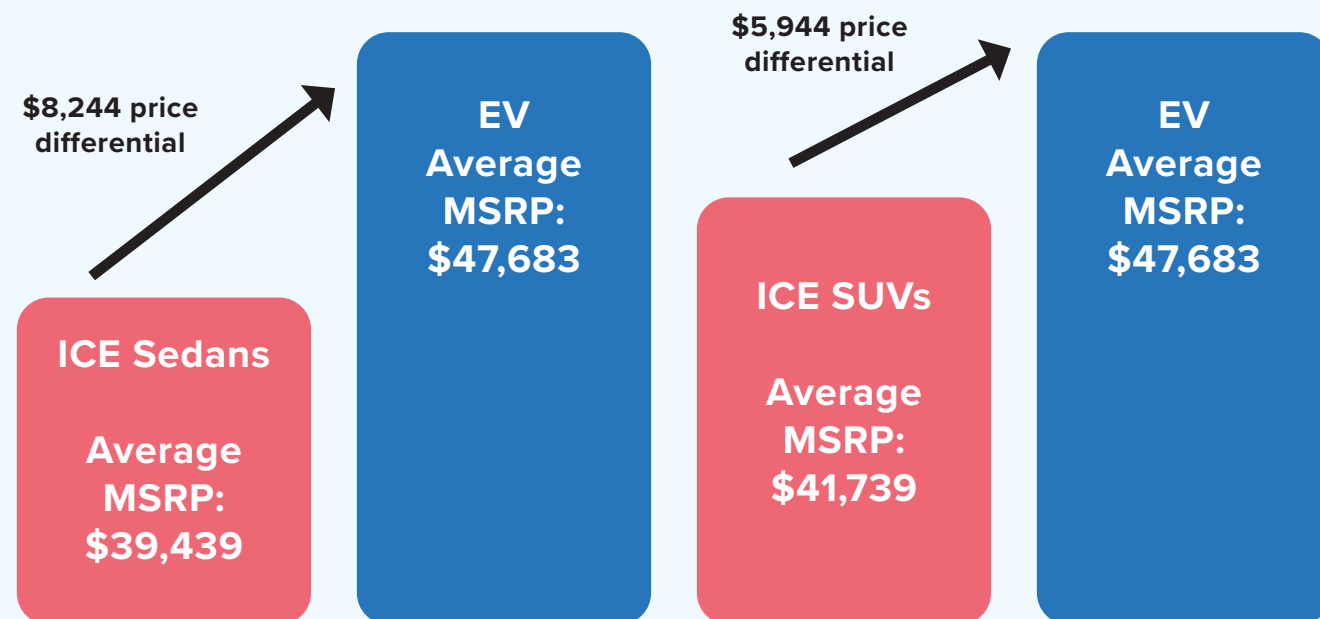 $8,244 price
differential
EV
Average
MSRP:
$47,683
ICE Sedans
Average
MSRP:
$39,439
$5,944 price
differential
EV
Average
MSRP:
$47,683
ICE SUVs
Average
MSRP:
$41,739